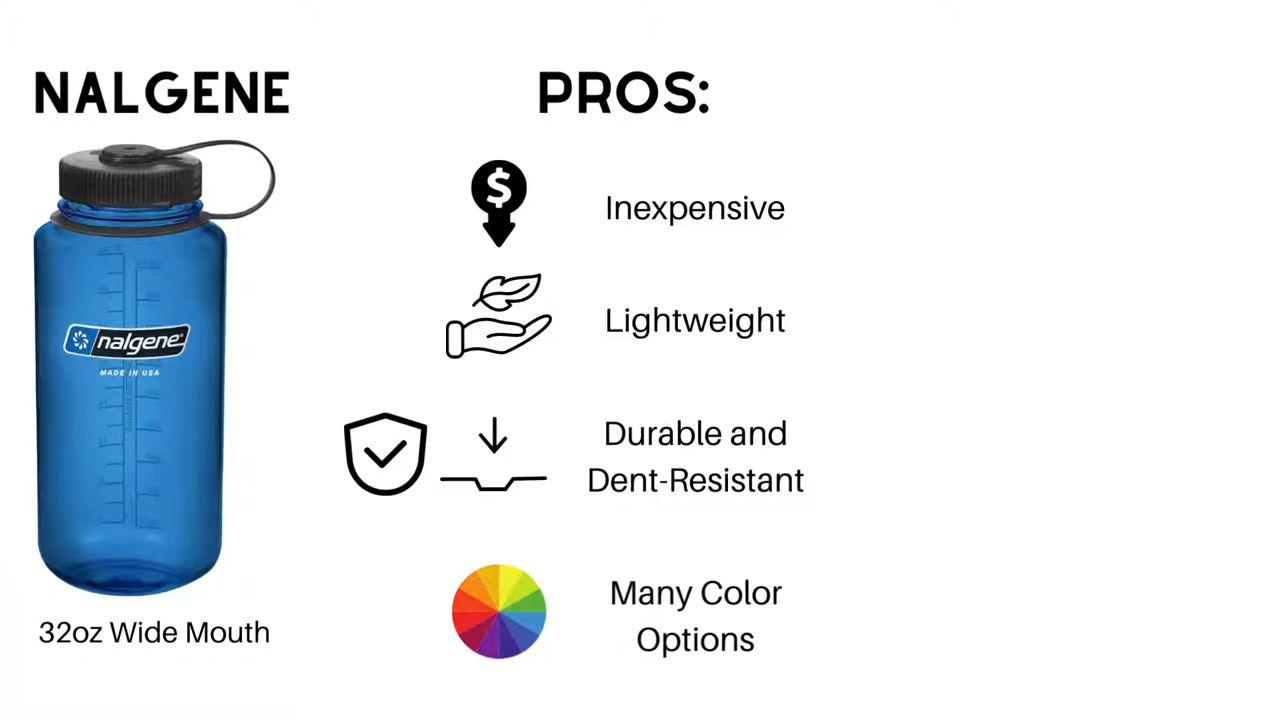 NALGENE
PROS:
$
Inexpensive
Lightweight
nalgene®
MADE IN USA
Durable and
Dent-Resistant
Many Color
Options
32oz Wide Mouth